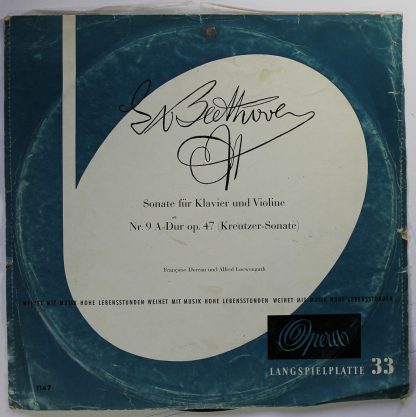 Beethoven
Sonate für Klavier und Violine
Nr. 9 A-Dur op. 47 (Kreutzer-Sonate)
Françoise Doreau und Alfred Loewenguth
WEIHET MIT MUSIK HOHE LEBENSSTUNDEN WEIHET MIT MUSIK HOHE LEBENSSTUNDEN WEIHET MIT MUSIK HOHE LEBENSSTUNDEN
Opera
LANGSPIELPLATTE 33
1147